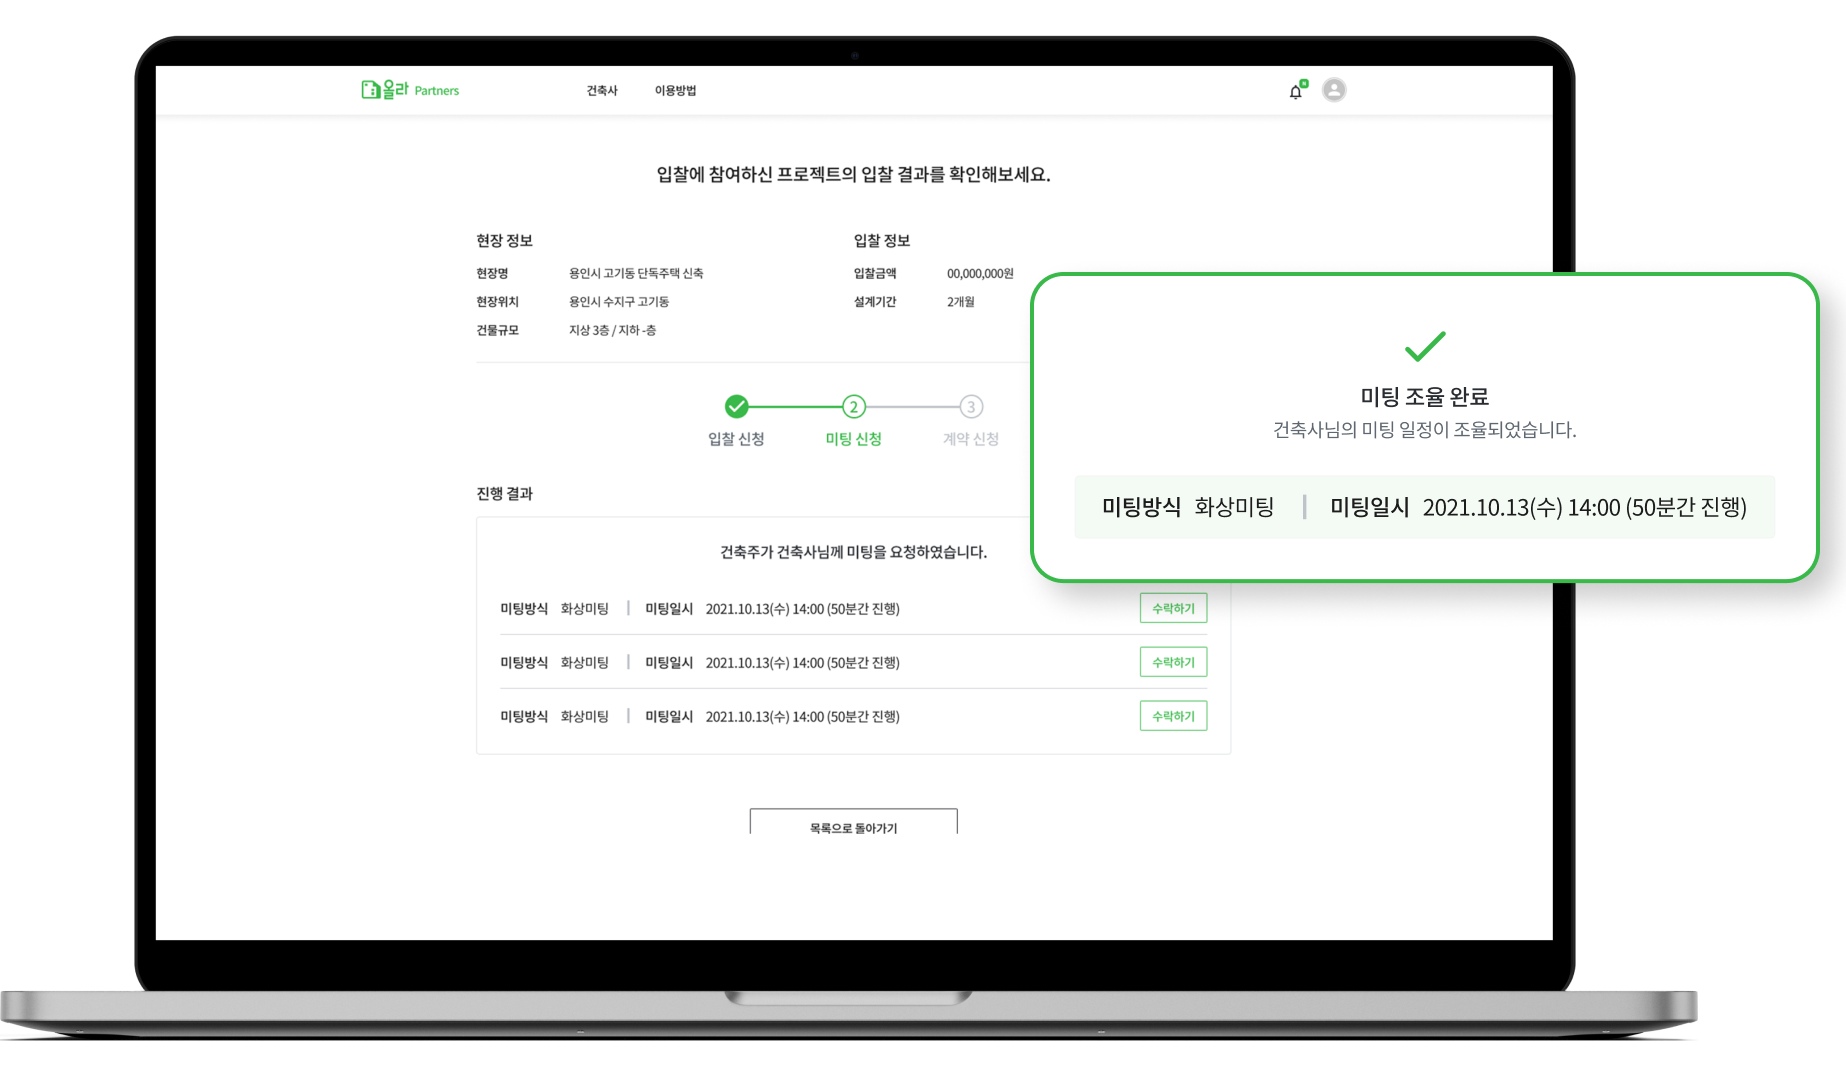 올라 Partners 건축사 이용방법 N
입찰에 참여하신 프로젝트의 입찰 결과를 확인해보세요.
현장 정보
현장명 용인시 고기동 단독주택 신축
현장위치 용인시 수지구 고기동
건물규모 지상 3층 / 지하 -층
입찰 정보
입찰금액 00,000,000원
설계기간 2개월
2 3
입찰 신청 미팅 신청 계약 신청
진행 결과
건축주가 건축사님께 미팅을 요청하였습니다.
미팅방식 화상미팅 | 미팅일시 2021.10.13(수) 14:00 (50분간 진행) 수락하기
미팅방식 화상미팅 | 미팅일시 2021.10.13(수) 14:00 (50분간 진행) 수락하기
미팅방식 화상미팅 | 미팅일시 2021.10.13(수) 14:00 (50분간 진행) 수락하기
목록으로 돌아가기
미팅 조율 완료
건축사님의 미팅 일정이 조율되었습니다.
미팅방식 화상미팅 | 미팅일시 2021.10.13(수) 14:00 (50분간 진행)